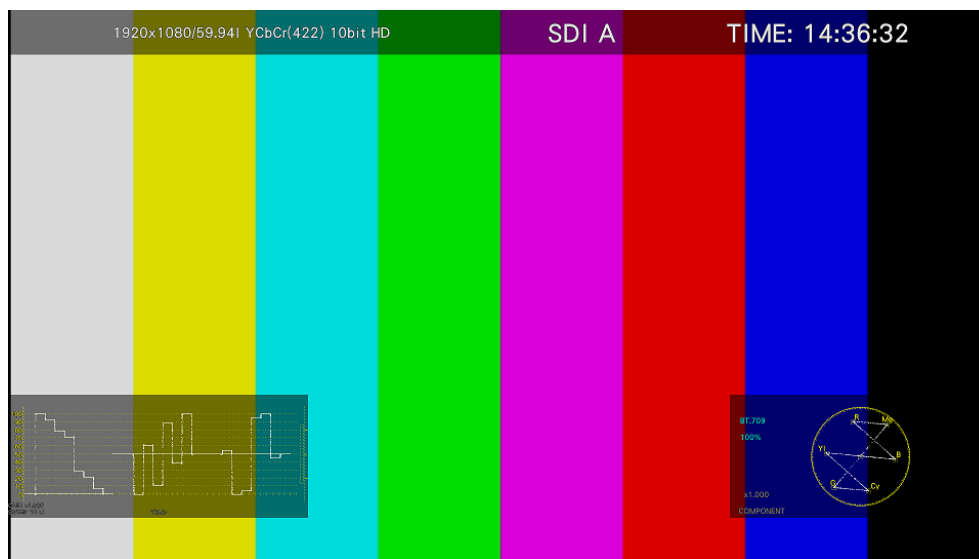 1920x1080/59.94I YCbCr(422) 10bit HD
SDI A
TIME: 14:36:32
BT.709
100%
R
Mg
Yl
B
G
Cy
x1.000
COMPONENT